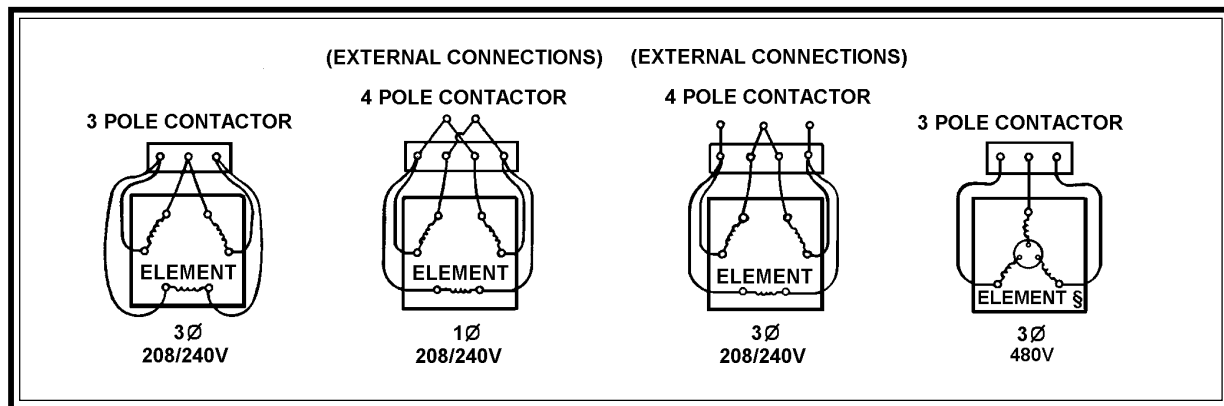 (EXTERNAL CONNECTIONS) (EXTERNAL CONNECTIONS)
3 POLE CONTACTOR
4 POLE CONTACTOR
4 POLE CONTACTOR
3 POLE CONTACTOR
ELEMENT
ELEMENT
ELEMENT
ELEMENT §
3Ø
208/240V
1Ø
208/240V
3Ø
208/240V
3Ø
480V